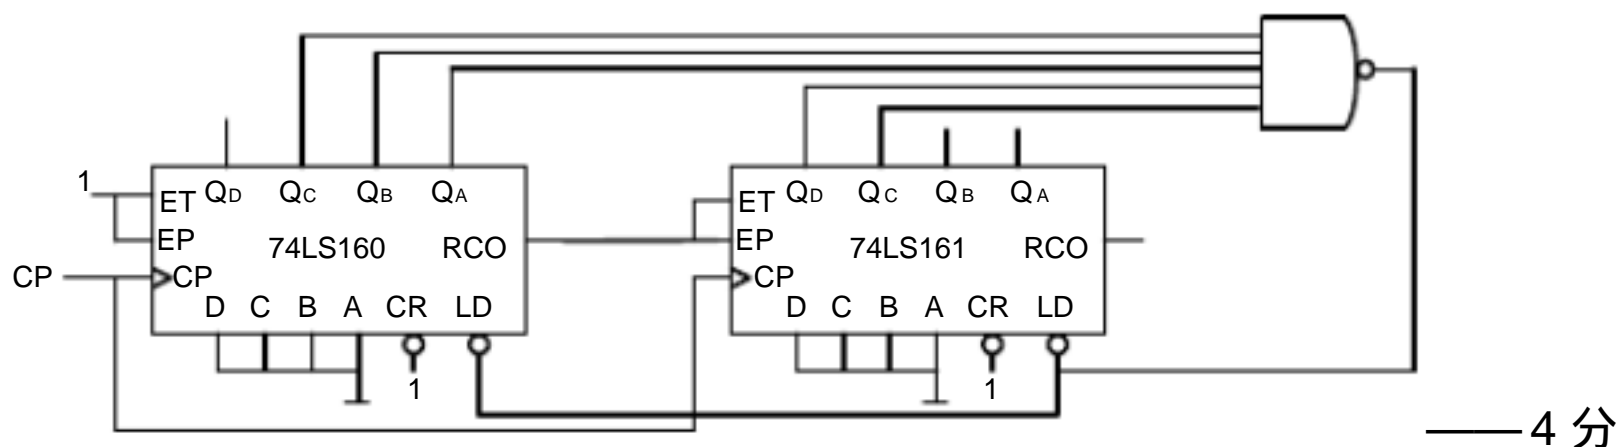 1 ET QD QC QB QA ET QD QC QB QA
EP 74LS160 RCO EP 74LS161 RCO
CP CP CP
D C B A CR LD D C B A CR LD
1 1
——4 分